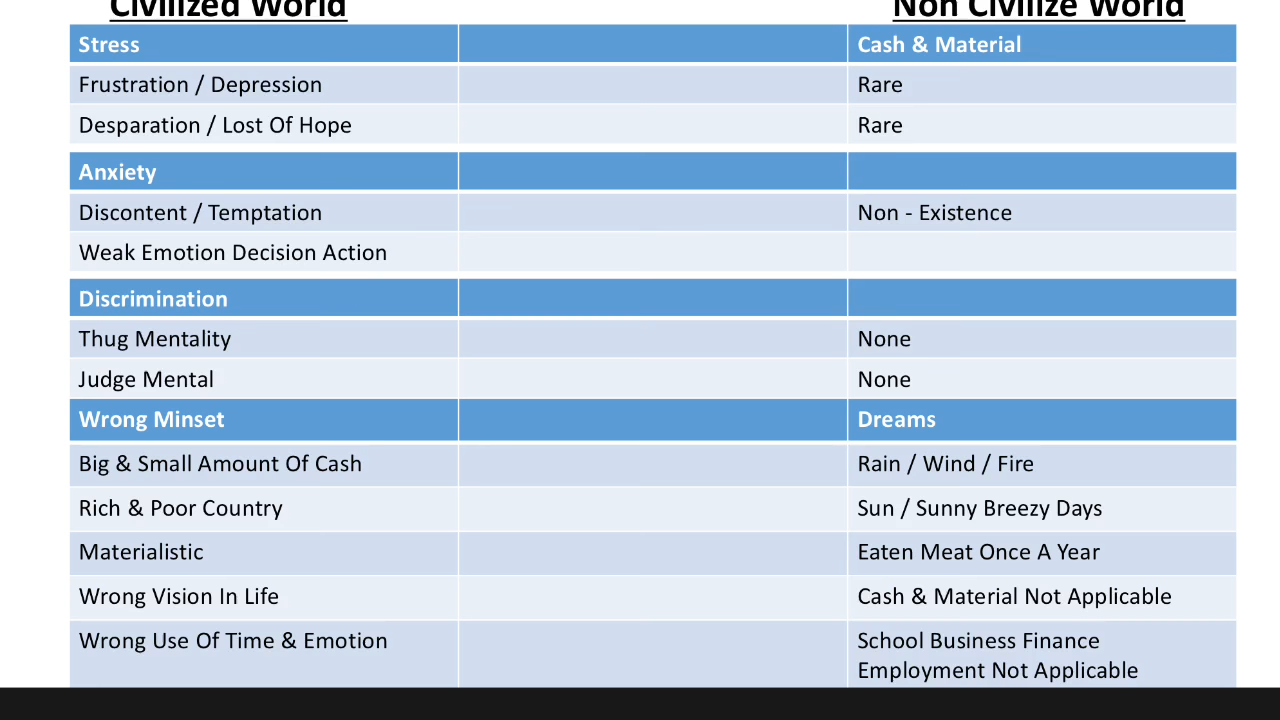 Civilized World Non Civilize World
Stress Cash & Material
Frustration / Depression Rare
Desparation / Lost Of Hope Rare
Anxiety
Discontent / Temptation Non - Existence
Weak Emotion Decision Action
Discrimination
Thug Mentality None
Judge Mental None
Wrong Minset Dreams
Big & Small Amount Of Cash Rain / Wind / Fire
Rich & Poor Country Sun / Sunny Breezy Days
Materialistic Eaten Meat Once A Year
Wrong Vision In Life Cash & Material Not Applicable
Wrong Use Of Time & Emotion School Business Finance
Employment Not Applicable